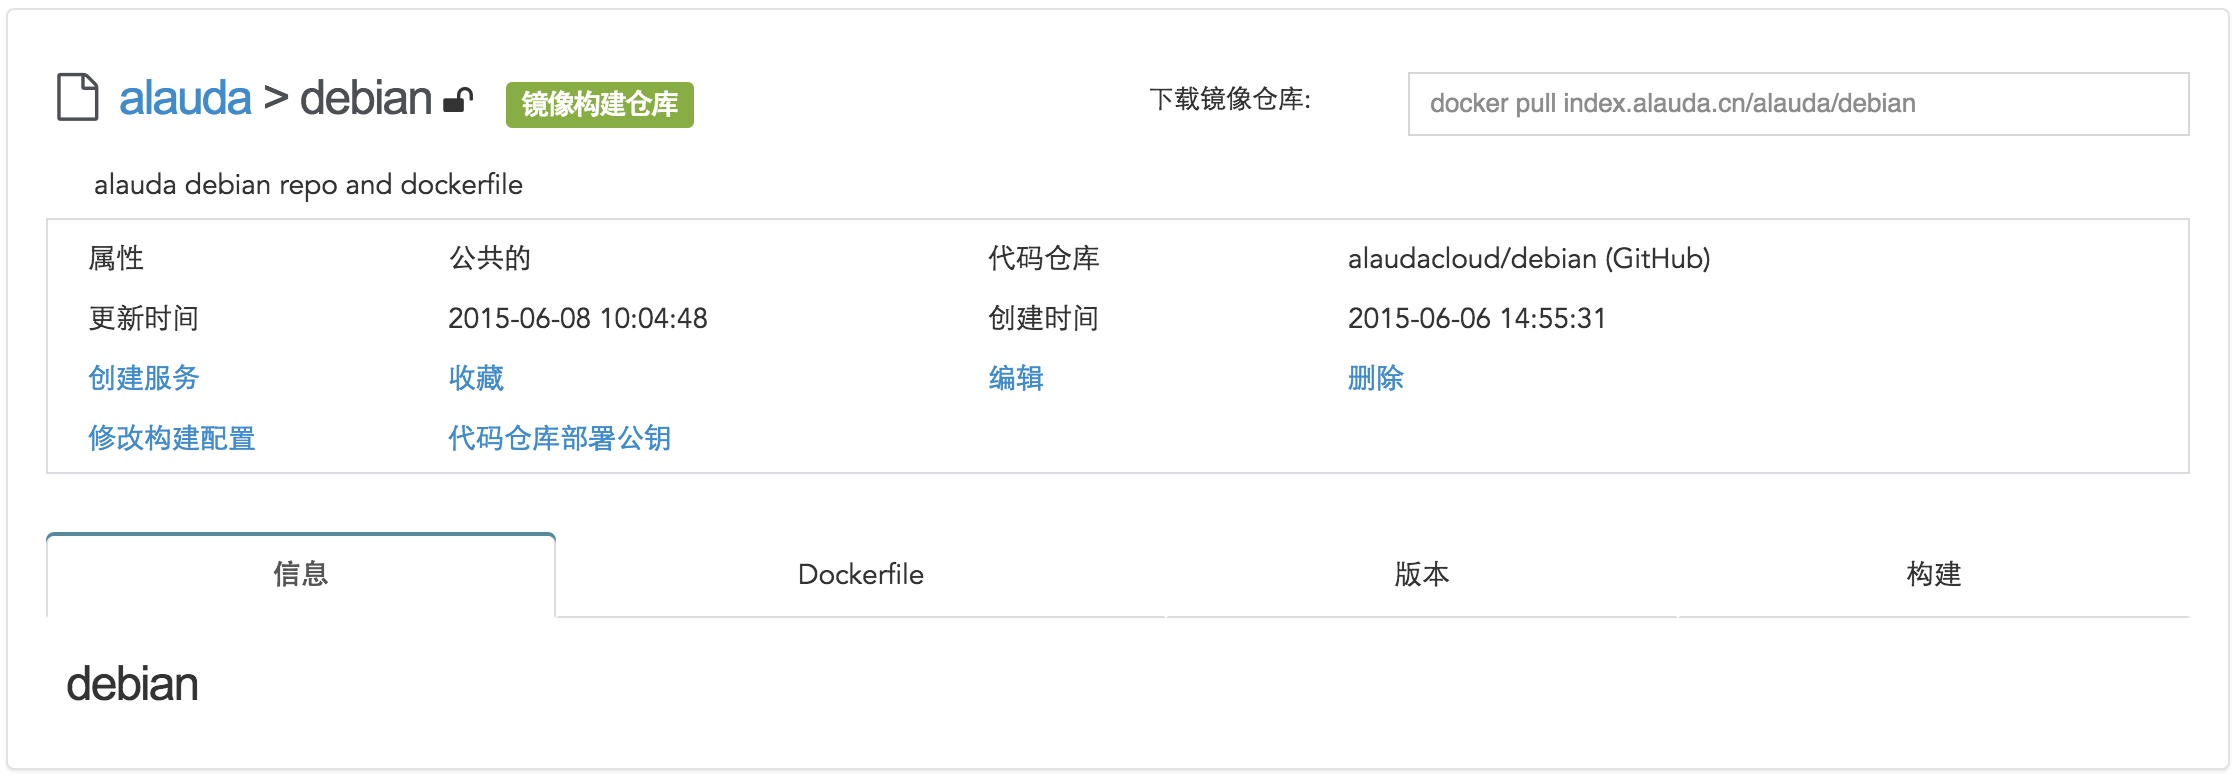 alauda > debian 镜像构建仓库 下载镜像仓库: docker pull index.alauda.cn/alauda/debian
alauda debian repo and dockerfile
属性 公共的 代码仓库 alaudacloud/debian (GitHub)
更新时间 2015-06-08 10:04:48 创建时间 2015-06-06 14:55:31
创建服务 收藏 编辑 删除
修改构建配置 代码仓库部署公钥
信息 Dockerfile 版本 构建
debian